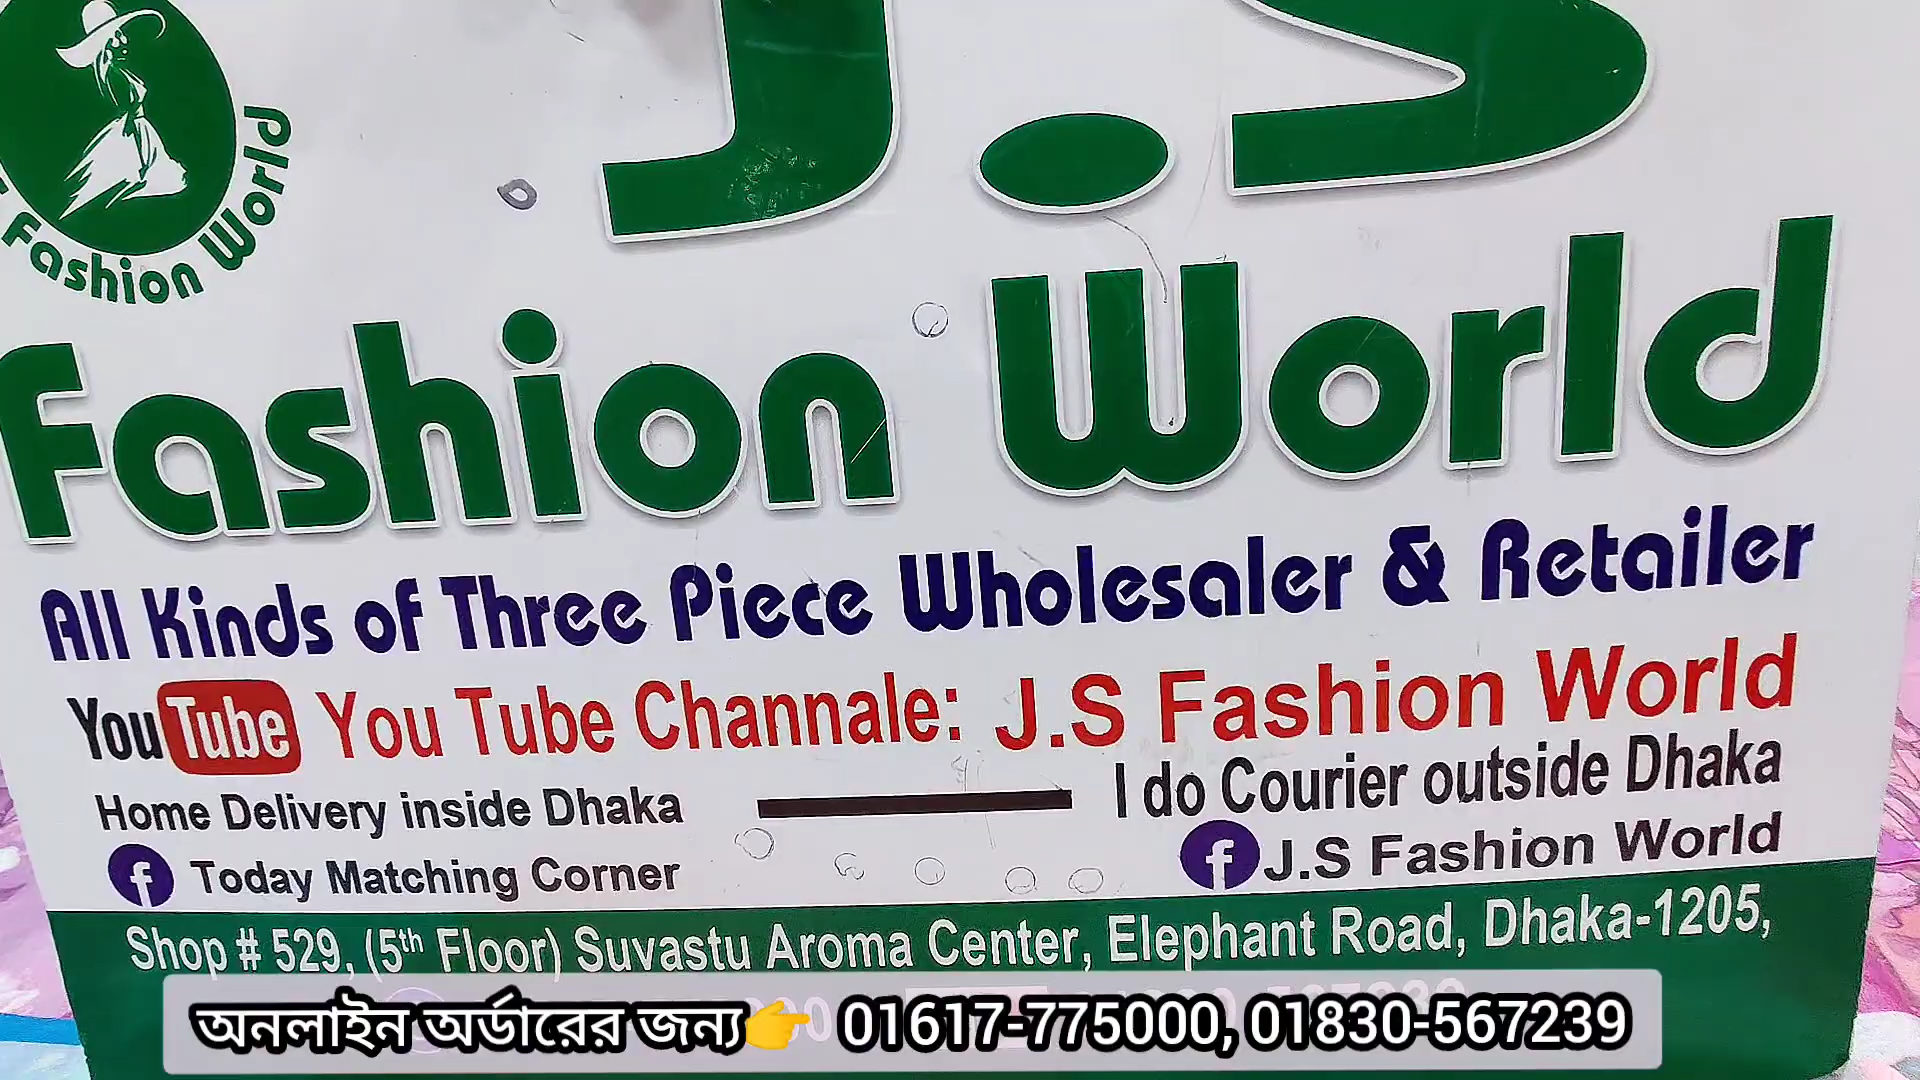 Fashion World
J.S
Fashion World
All Kinds of Three Piece Wholesaler & Retailer
YouTube You Tube Channale: J.S Fashion World
Home Delivery inside Dhaka I do Courier outside Dhaka
Today Matching Corner J.S Fashion World
Shop # 529, (5th Floor) Suvastu Aroma Center, Elephant Road, Dhaka-1205,
অনলাইন অর্ডারের জন্য👉 01617-775000, 01830-567239